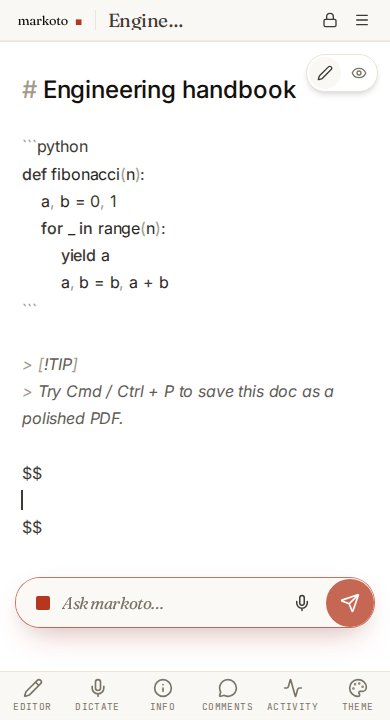 markoto
Engine...
# Engineering handbook
```python
def fibonacci(n):
    a, b = 0, 1
    for _ in range(n):
        yield a
        a, b = b, a + b
```
> [!TIP]
> Try Cmd / Ctrl + P to save this doc as a
polished PDF.
$$
$$
Ask markoto...
EDITOR DICTATE INFO COMMENTS ACTIVITY THEME